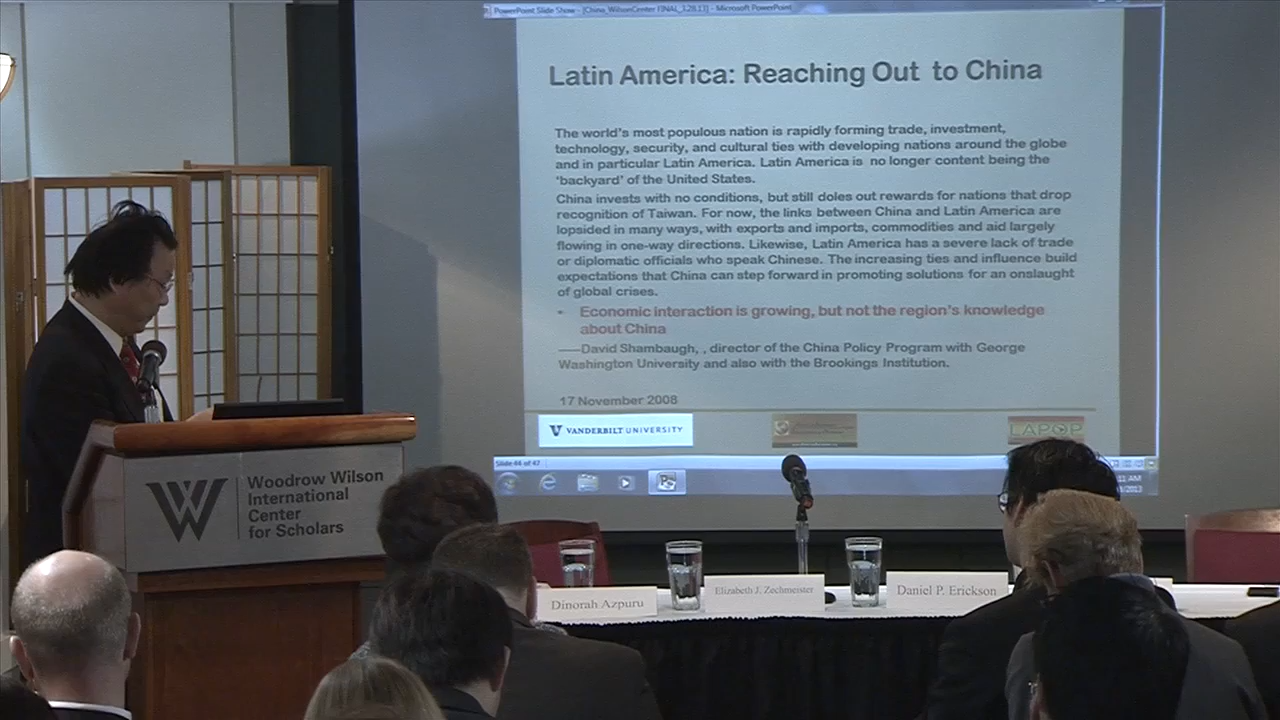 PowerPoint Slide Show - [China_WilsonCenter FINAL_3.28.13] - Microsoft PowerPoint
Latin America: Reaching Out to China
The world's most populous nation is rapidly forming trade, investment,
technology, security, and cultural ties with developing nations around the globe
and in particular Latin America. Latin America is no longer content being the
'backyard' of the United States.
China invests with no conditions, but still doles out rewards for nations that drop
recognition of Taiwan. For now, the links between China and Latin America are
lopsided in many ways, with exports and imports, commodities and aid largely
flowing in one-way directions. Likewise, Latin America has a severe lack of trade
or diplomatic officials who speak Chinese. The increasing ties and influence build
expectations that China can step forward in promoting solutions for an onslaught
of global crises.
• Economic interaction is growing, but not the region's knowledge
about China
——David Shambaugh, , director of the China Policy Program with George
Washington University and also with the Brookings Institution.
17 November 2008
V VANDERBILT UNIVERSITY
LAPOP
Slide 44 of 47
AM
W
Woodrow Wilson
International
Center
for Scholars
Dinorah Azpuru
Elizabeth J. Zechmeister
Daniel P. Erickson